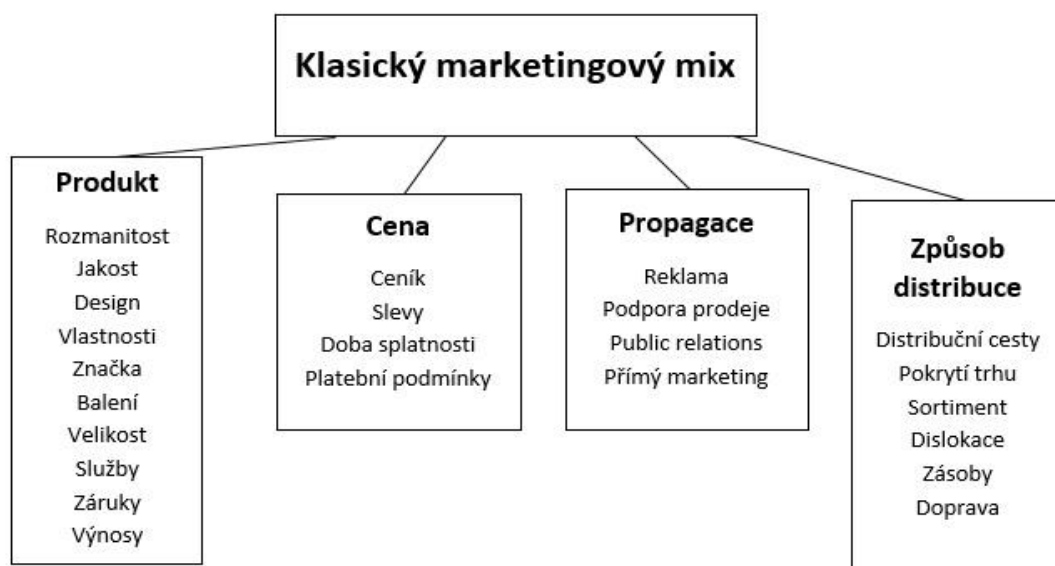 Klasický marketingový mix
Produkt
Rozmanitost
Jakost
Design
Vlastnosti
Značka
Balení
Velikost
Služby
Záruky
Výnosy
Cena
Ceník
Slevy
Doba splatnosti
Platební podmínky
Propagace
Reklama
Podpora prodeje
Public relations
Přímý marketing
Způsob
distribuce
Distribuční cesty
Pokrytí trhu
Sortiment
Dislokace
Zásoby
Doprava